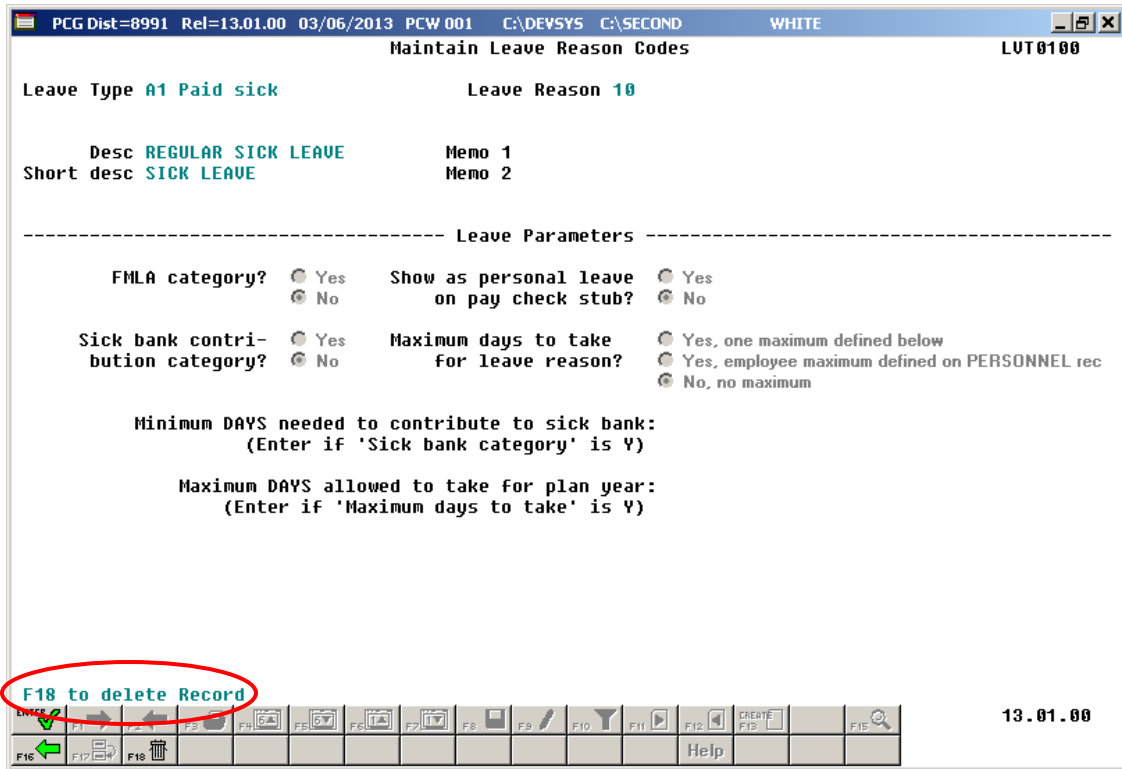 PCG Dist=8991 Rel=13.01.00 03/06/2013 PCW 001 C:\DEVSYS C:\SECOND WHITE
Maintain Leave Reason Codes LVT0100
Leave Type A1 Paid sick Leave Reason 10
Desc REGULAR SICK LEAVE Memo 1
Short desc SICK LEAVE Memo 2
Leave Parameters
FMLA category? Yes Show as personal leave Yes
No on pay check stub? No
Sick bank contri- Yes Maximum days to take Yes, one maximum defined below
bution category? No for leave reason? Yes, employee maximum defined on PERSONNEL rec
No, no maximum
Minimum DAYS needed to contribute to sick bank:
(Enter if 'Sick bank category' is Y)
Maximum DAYS allowed to take for plan year:
(Enter if 'Maximum days to take' is Y)
F18 to delete Record
ENTER F1 F2 F3 F4 F5 F6 F7 F8 F9 F10 F11 F12 CREATE F13 F15 13.01.00
F16 F17 F18 Help